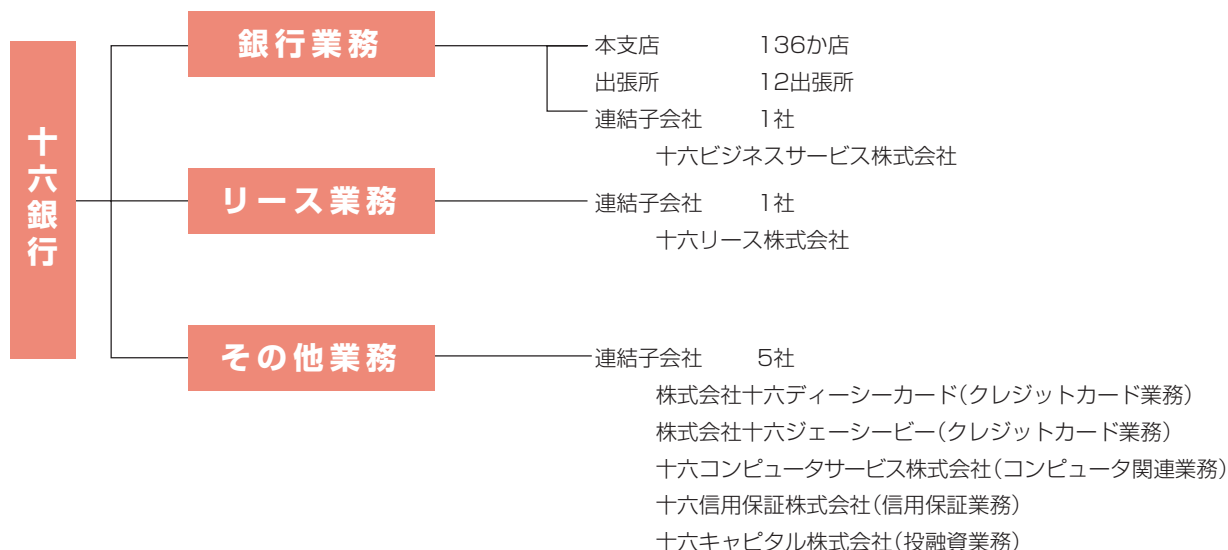 十六銀行
銀行業務
本支店 136か店
出張所 12出張所
連結子会社 1社
十六ビジネスサービス株式会社
リース業務
連結子会社 1社
十六リース株式会社
その他業務
連結子会社 5社
株式会社十六ディーシーカード(クレジットカード業務)
株式会社十六ジェーシービー(クレジットカード業務)
十六コンピュータサービス株式会社(コンピュータ関連業務)
十六信用保証株式会社(信用保証業務)
十六キャピタル株式会社(投融資業務)